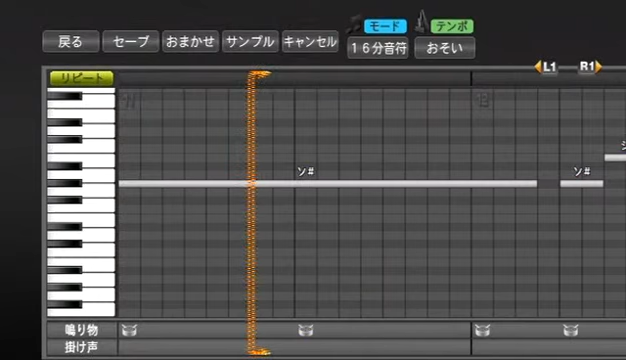 モード
テンポ
戻る
セーブ
おまかせ
サンプル
キャンセル
16分音符
おそい
L1
R1
リピート
ソ#
ソ#
鳴り物
掛け声